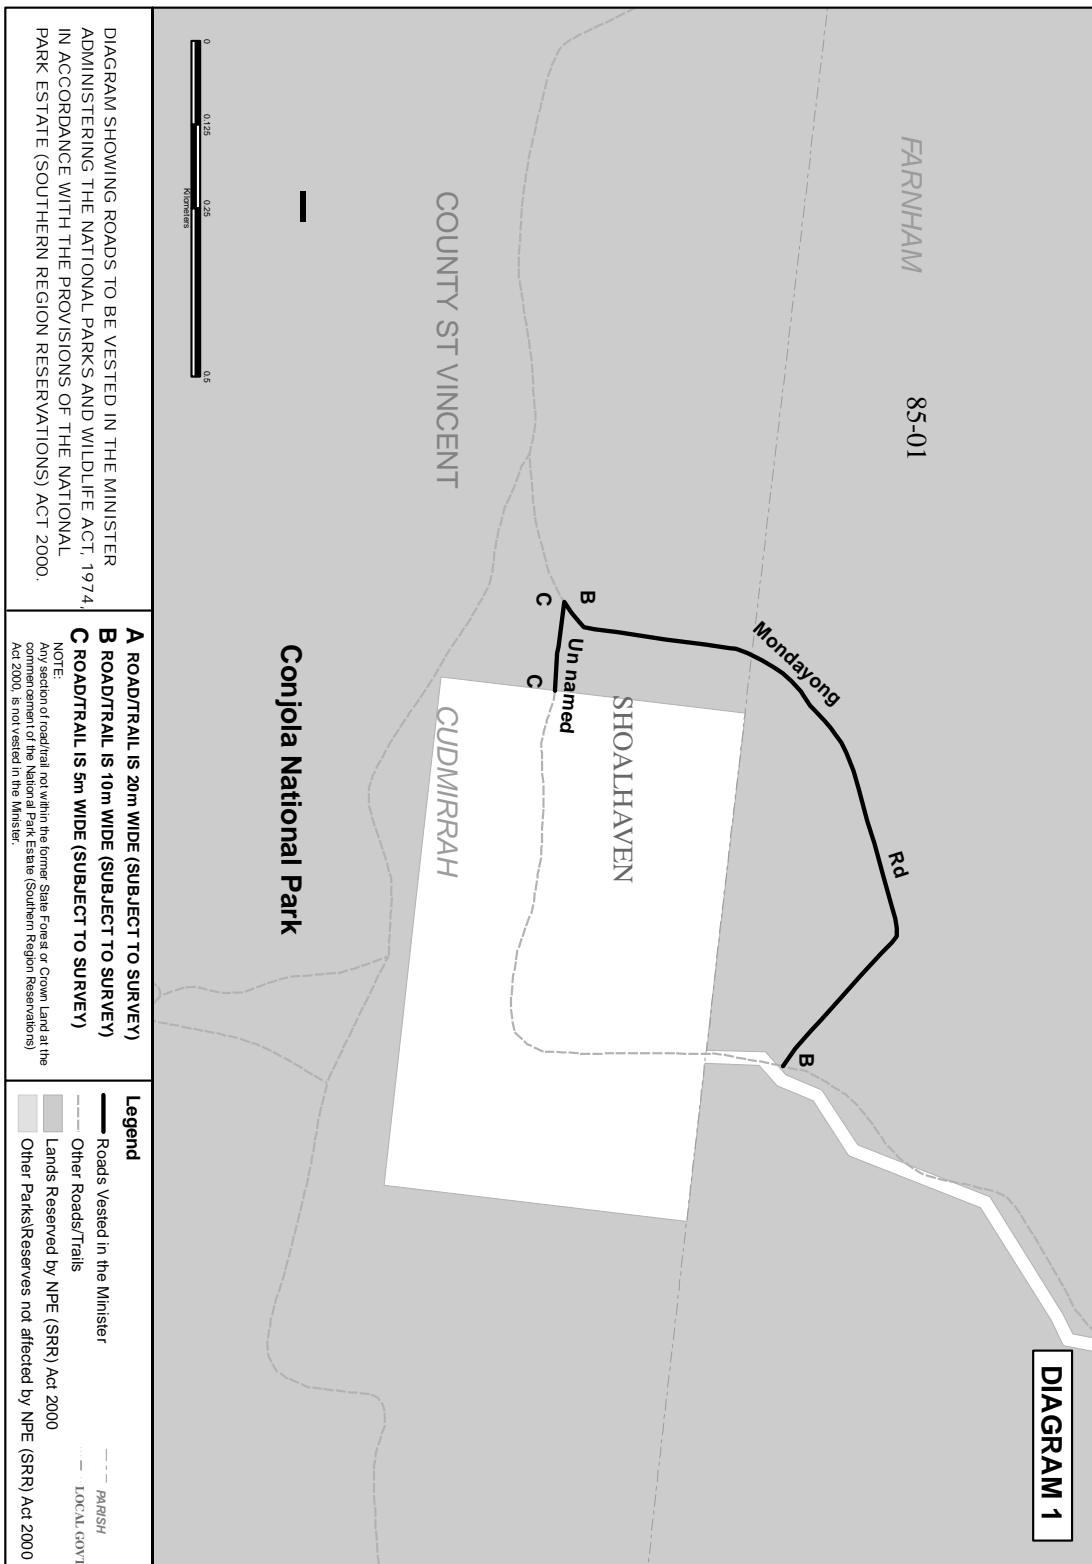 DIAGRAM 1
FARNHAM
85-01
Mondayong
Rd
B
B
SHOALHAVEN
Un named
C
C
COUNTY ST VINCENT
CUDMIRRAH
Conjola National Park
0
0.125
0.25
0.5
Kilometers
DIAGRAM SHOWING ROADS TO BE VESTED IN THE MINISTER
ADMINISTERING THE NATIONAL PARKS AND WILDLIFE ACT, 1974,
IN ACCORDANCE WITH THE PROVISIONS OF THE NATIONAL
PARK ESTATE (SOUTHERN REGION RESERVATIONS) ACT 2000.
A ROAD/TRAIL IS 20m WIDE (SUBJECT TO SURVEY)
B ROAD/TRAIL IS 10m WIDE (SUBJECT TO SURVEY)
C ROAD/TRAIL IS 5m WIDE (SUBJECT TO SURVEY)
NOTE:
Any section of road/trail not within the former State Forest or Crown Land at the
commencement of the National Park Estate (Southern Region Reservations)
Act 2000, is not vested in the Minister.
Legend
Roads Vested in the Minister
Other Roads/Trails
Lands Reserved by NPE (SRR) Act 2000
Other Parks\Reserves not affected by NPE (SRR) Act 2000
PARISH
LOCAL GOVT